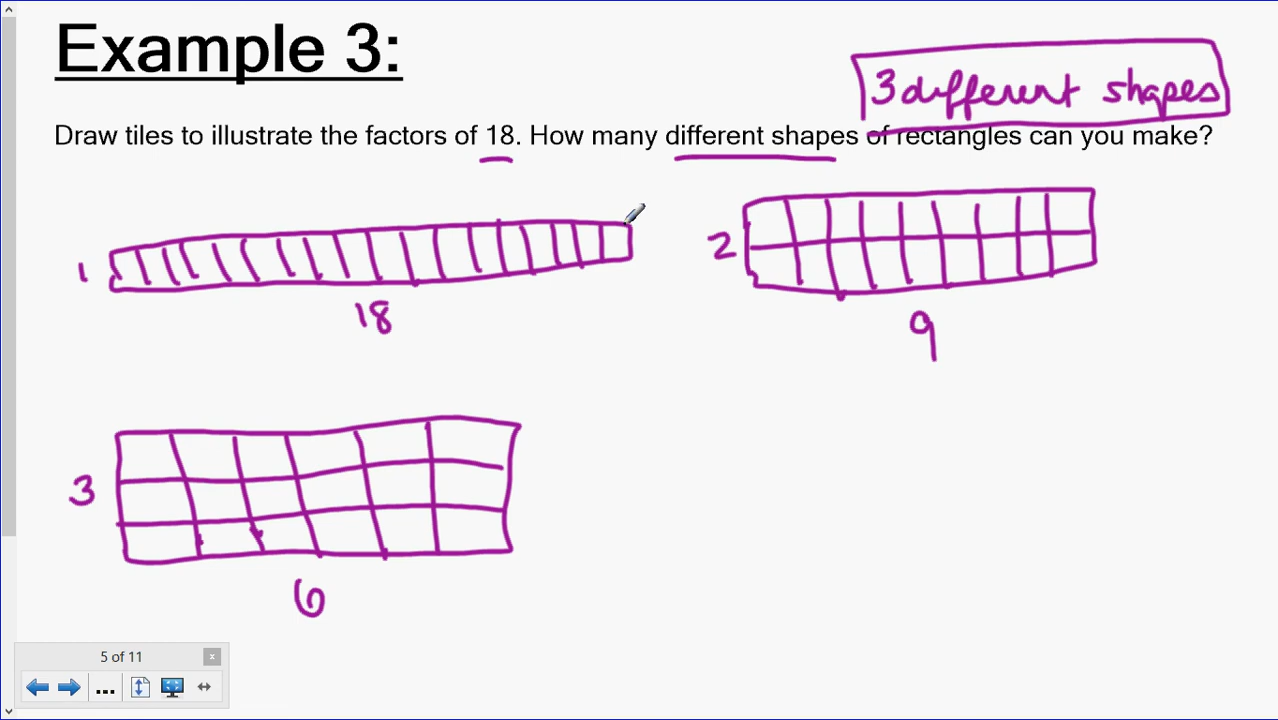 Example 3:
3 different shapes
Draw tiles to illustrate the factors of 18. How many different shapes of rectangles can you make?
1
18
2
9
3
6
5 of 11